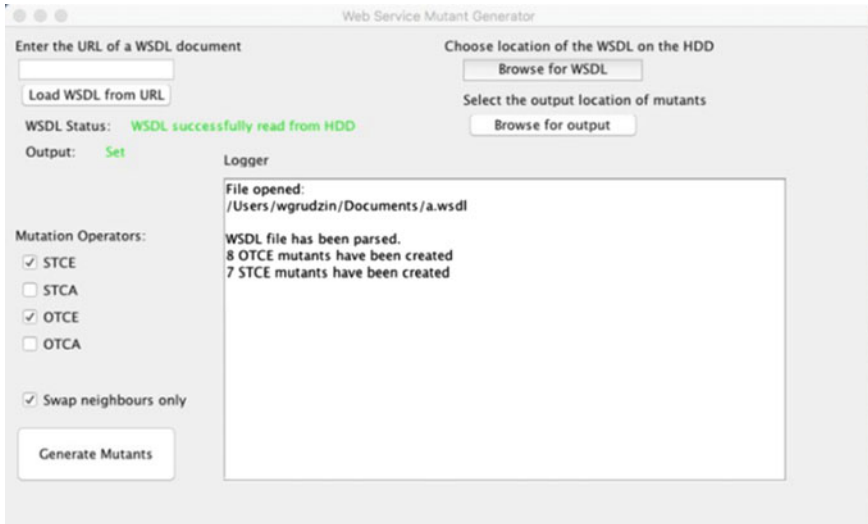 Web Service Mutant Generator
Enter the URL of a WSDL document
Load WSDL from URL
Choose location of the WSDL on the HDD
Browse for WSDL
Select the output location of mutants
Browse for output
WSDL Status: WSDL successfully read from HDD
Output: Set
Logger
File opened:
/Users/wgrudzin/Documents/a.wsdl
WSDL file has been parsed.
8 OTCE mutants have been created
7 STCE mutants have been created
Mutation Operators:
STCE
STCA
OTCE
OTCA
Swap neighbours only
Generate Mutants